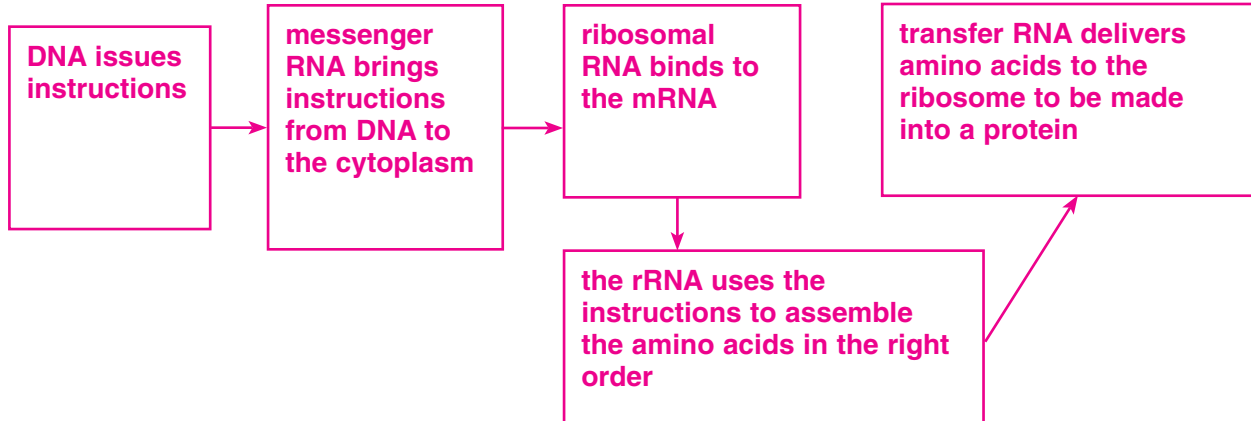 DNA issues
instructions
messenger
RNA brings
instructions
from DNA to
the cytoplasm
ribosomal
RNA binds to
the mRNA
the rRNA uses the
instructions to assemble
the amino acids in the right
order
transfer RNA delivers
amino acids to the
ribosome to be made
into a protein